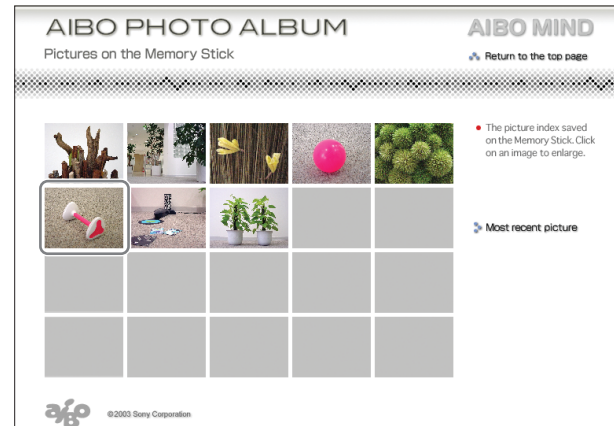 AIBO PHOTO ALBUM
AIBO MIND
Pictures on the Memory Stick
Return to the top page
The picture index saved
on the Memory Stick. Click
on an image to enlarge.
Most recent picture
aibo
©2003 Sony Corporation